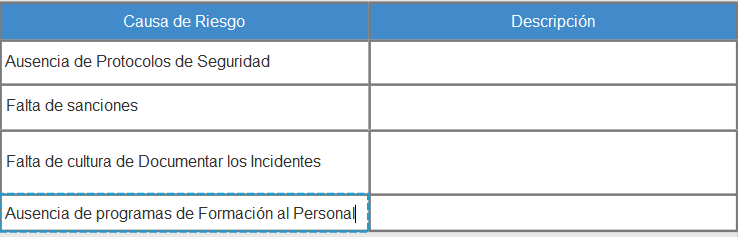 Causa de Riesgo
Descripción
Ausencia de Protocolos de Seguridad
Falta de sanciones
Falta de cultura de Documentar los Incidentes
Ausencia de programas de Formación al Personal